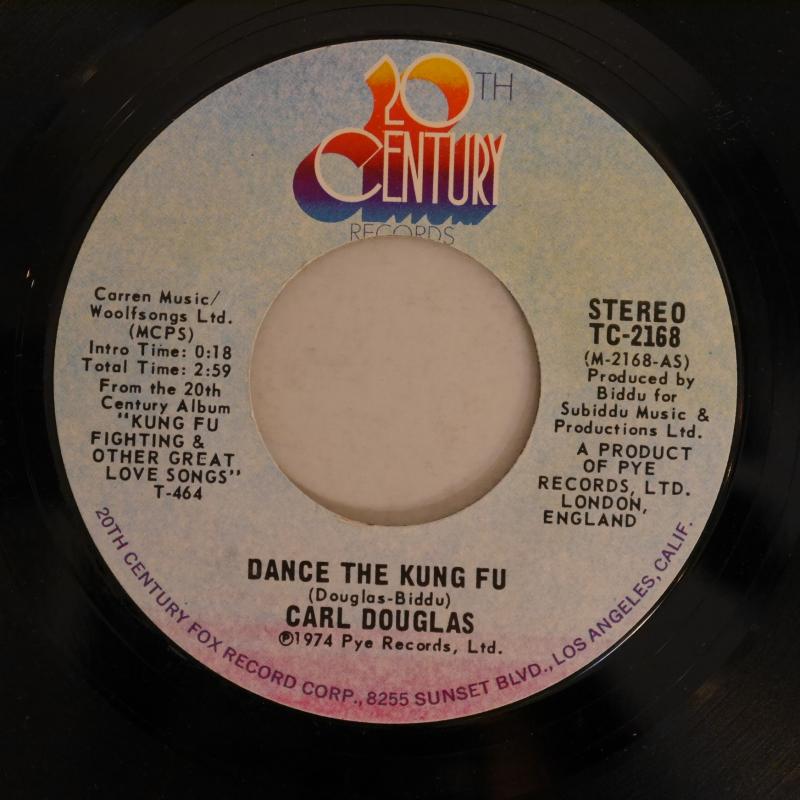 20TH
CENTURY
RECORDS
Carren Music/
Woolfsongs Ltd.
(MCPS)
Intro Time: 0:18
Total Time: 2:59
From the 20th
Century Album
"KUNG FU
FIGHTING &
OTHER GREAT
LOVE SONGS"
T-464
STEREO
TC-2168
(M-2168-AS)
Produced by
Biddu for
Subiddu Music &
Productions Ltd.
A PRODUCT
OF PYE
RECORDS, LTD.
LONDON,
ENGLAND
DANCE THE KUNG FU
(Douglas-Biddu)
CARL DOUGLAS
℗1974 Pye Records, Ltd.
20TH CENTURY FOX RECORD CORP., 8255 SUNSET BLVD., LOS ANGELES, CALIF.